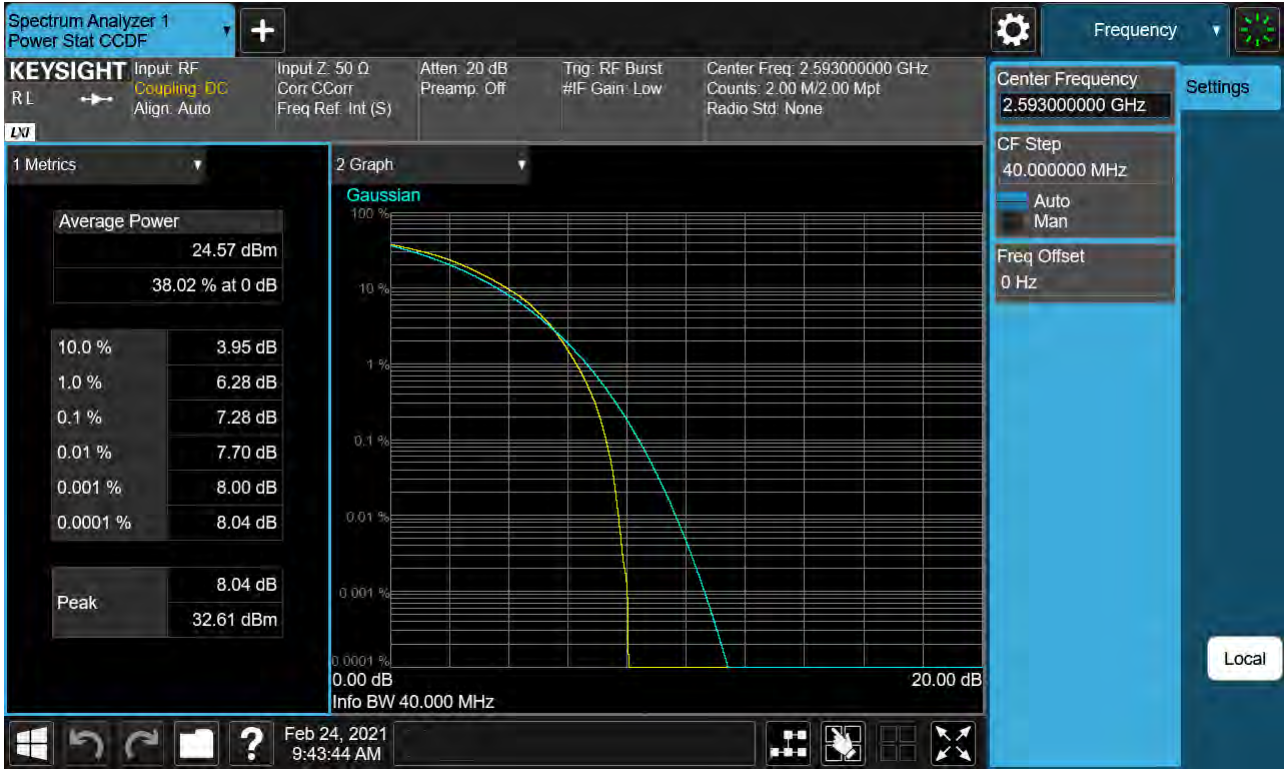 Spectrum Analyzer 1
Power Stat CCDF
Frequency
KEYSIGHT
R L
LXI
Input: RF
Coupling: DC
Align: Auto
Input Z: 50 Ω
Corr CCorr
Freq Ref: Int (S)
Atten: 20 dB
Preamp: Off
Trig: RF Burst
#IF Gain: Low
Center Freq: 2.593000000 GHz
Counts: 2.00 M/2.00 Mpt
Radio Std: None
Center Frequency
2.593000000 GHz
Settings
CF Step
40.000000 MHz
Auto
Man
Freq Offset
0 Hz
1 Metrics
Average Power
24.57 dBm
38.02 % at 0 dB
10.0 % 3.95 dB
1.0 % 6.28 dB
0.1 % 7.28 dB
0.01 % 7.70 dB
0.001 % 8.00 dB
0.0001 % 8.04 dB
Peak
8.04 dB
32.61 dBm
2 Graph
Gaussian
100 %
10 %
1 %
0.1 %
0.01 %
0.001 %
0.0001 %
0.00 dB 20.00 dB
Info BW 40.000 MHz
Local
?
Feb 24, 2021
9:43:44 AM